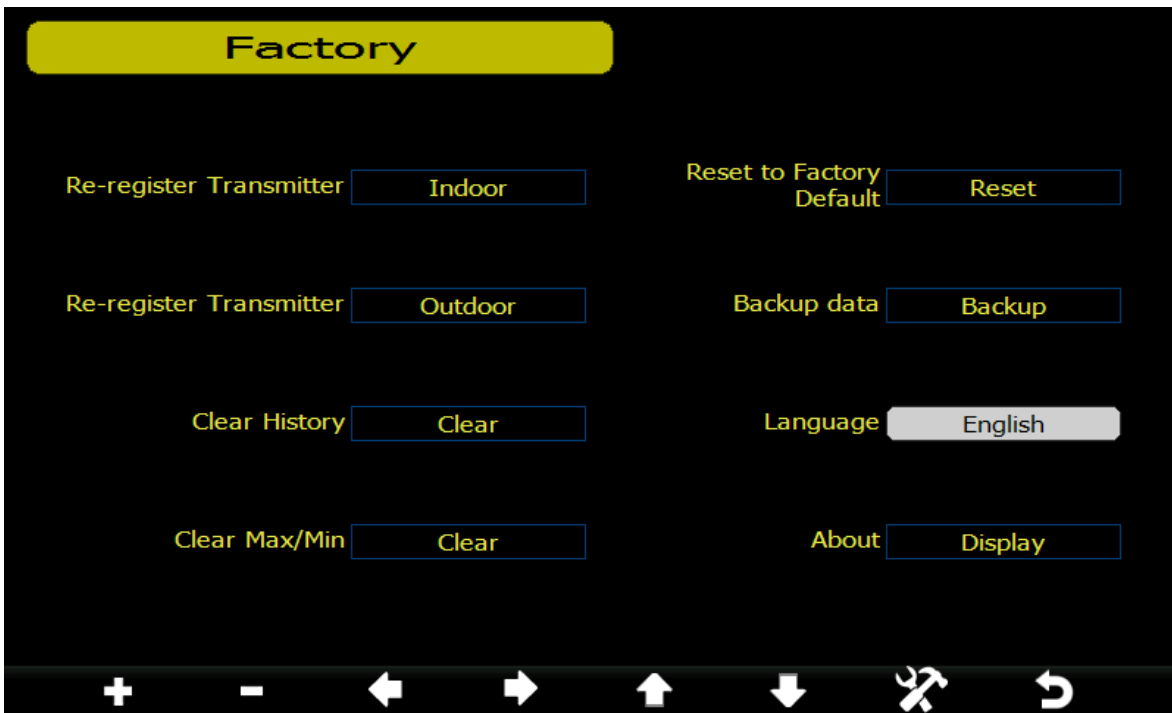 Factory
Re-register Transmitter Indoor
Reset to Factory Default Reset
Re-register Transmitter Outdoor
Backup data Backup
Clear History Clear
Language English
Clear Max/Min Clear
About Display